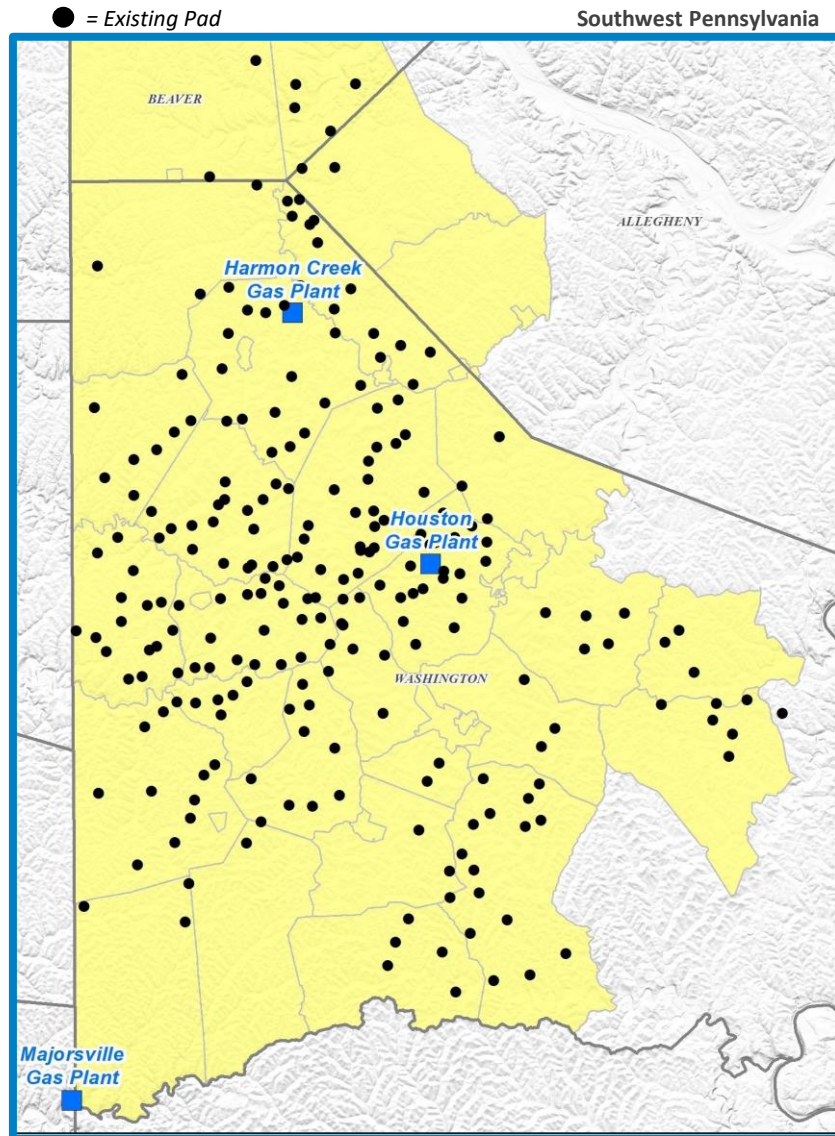 = Existing Pad
Southwest Pennsylvania
BEAVER
ALLEGHENY
Harmon Creek
Gas Plant
Houston
Gas Plant
WASHINGTON
Majorsville
Gas Plant